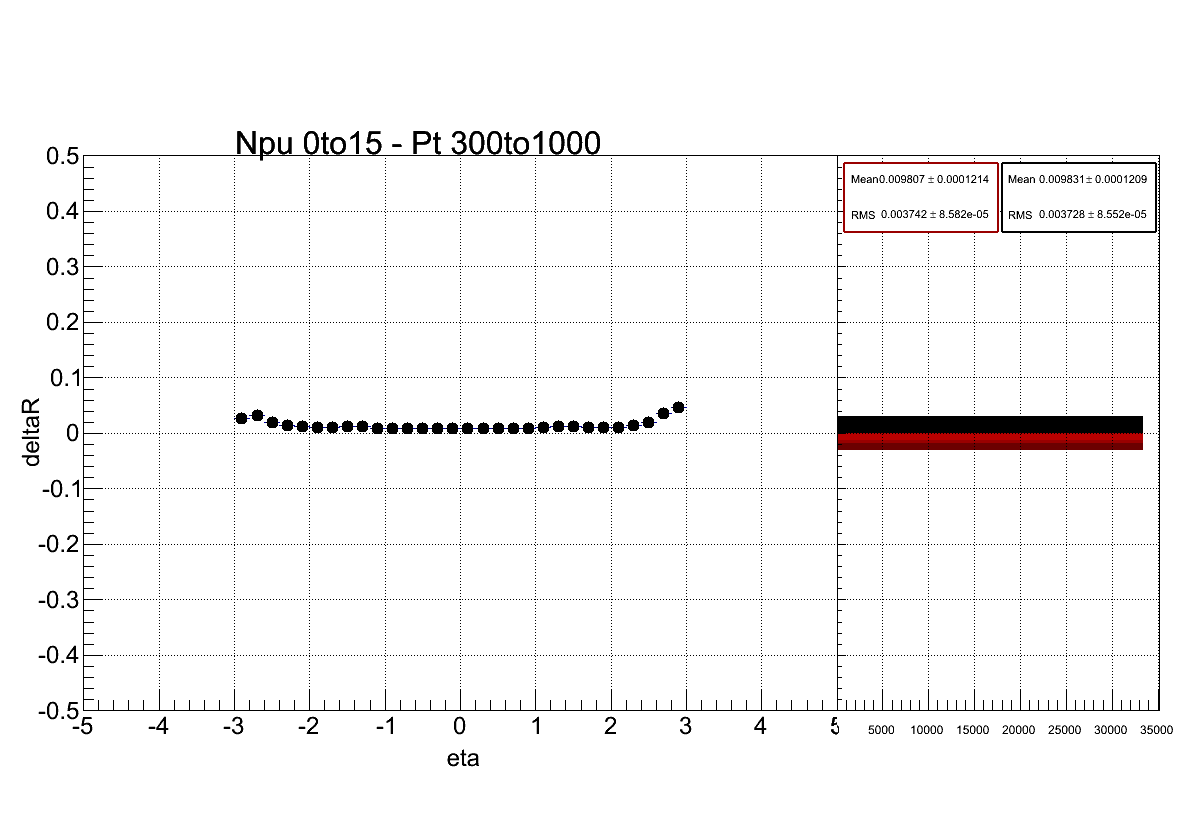 Npu 0to15 - Pt 300to1000
0.5
0.4
0.3
0.2
0.1
0
-0.1
-0.2
-0.3
-0.4
-0.5
deltaR
-5 -4 -3 -2 -1 0 1 2 3 4 5
eta
Mean 0.009807 ± 0.0001214
RMS 0.003742 ± 8.582e-05
Mean 0.009831 ± 0.0001209
RMS 0.003728 ± 8.552e-05
5000 10000 15000 20000 25000 30000 35000